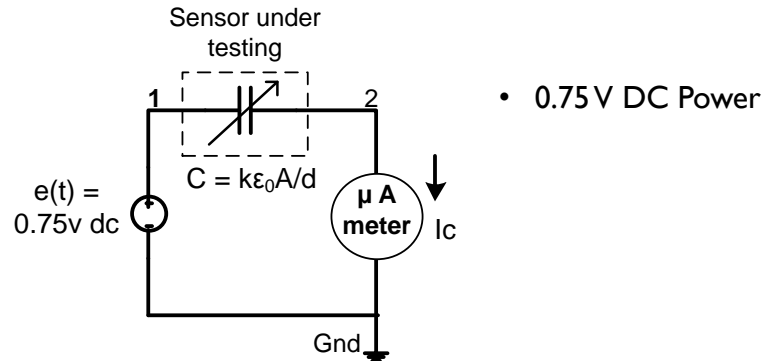 Sensor under
testing
1
2
• 0.75 V DC Power
C = kε₀A/d
e(t) =
0.75v dc
µ A
meter
Ic
Gnd